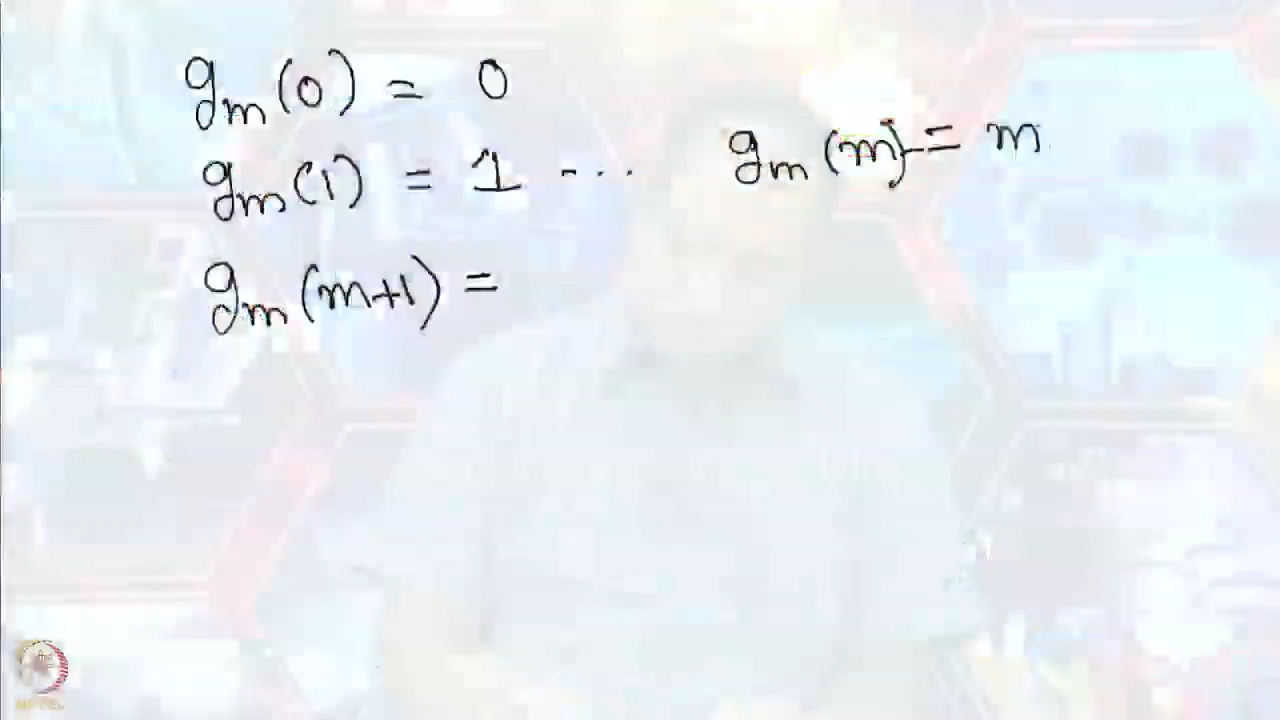 g_m(0) = 0
g_m(1) = 1 ... g_m(m) = m
g_m(m+1) =